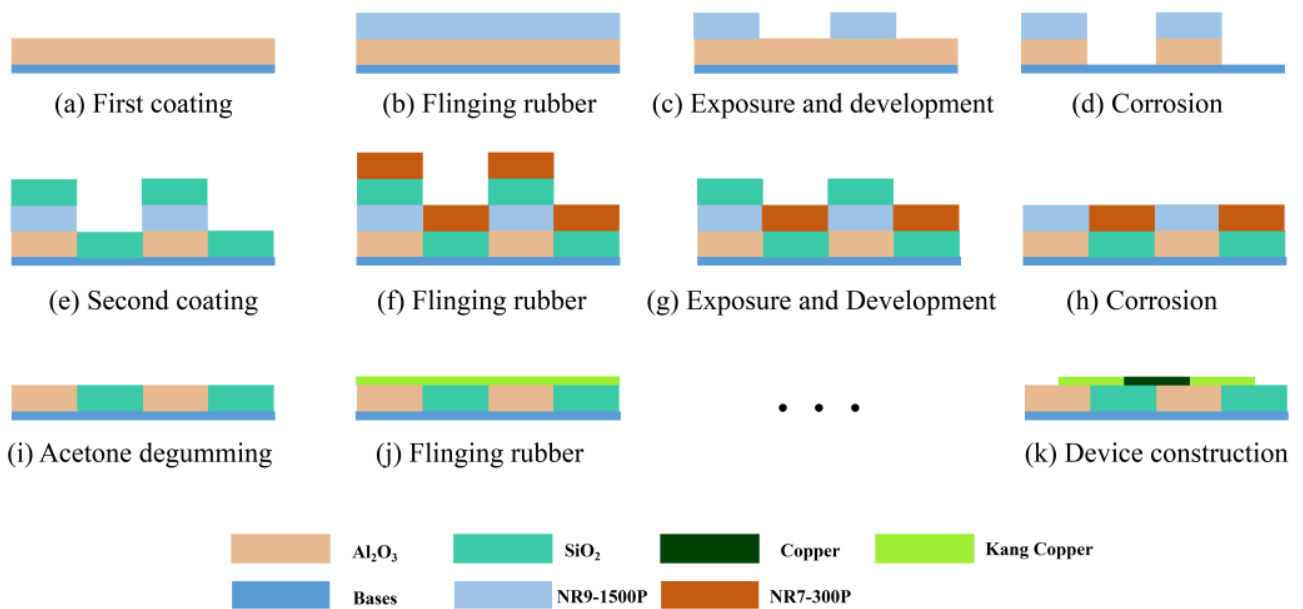 (a) First coating
(b) Flinging rubber
(c) Exposure and development
(d) Corrosion
(e) Second coating
(f) Flinging rubber
(g) Exposure and Development
(h) Corrosion
(i) Acetone degumming
(j) Flinging rubber
• • •
(k) Device construction
Al₂O₃
SiO₂
Copper
Kang Copper
Bases
NR9-1500P
NR7-300P